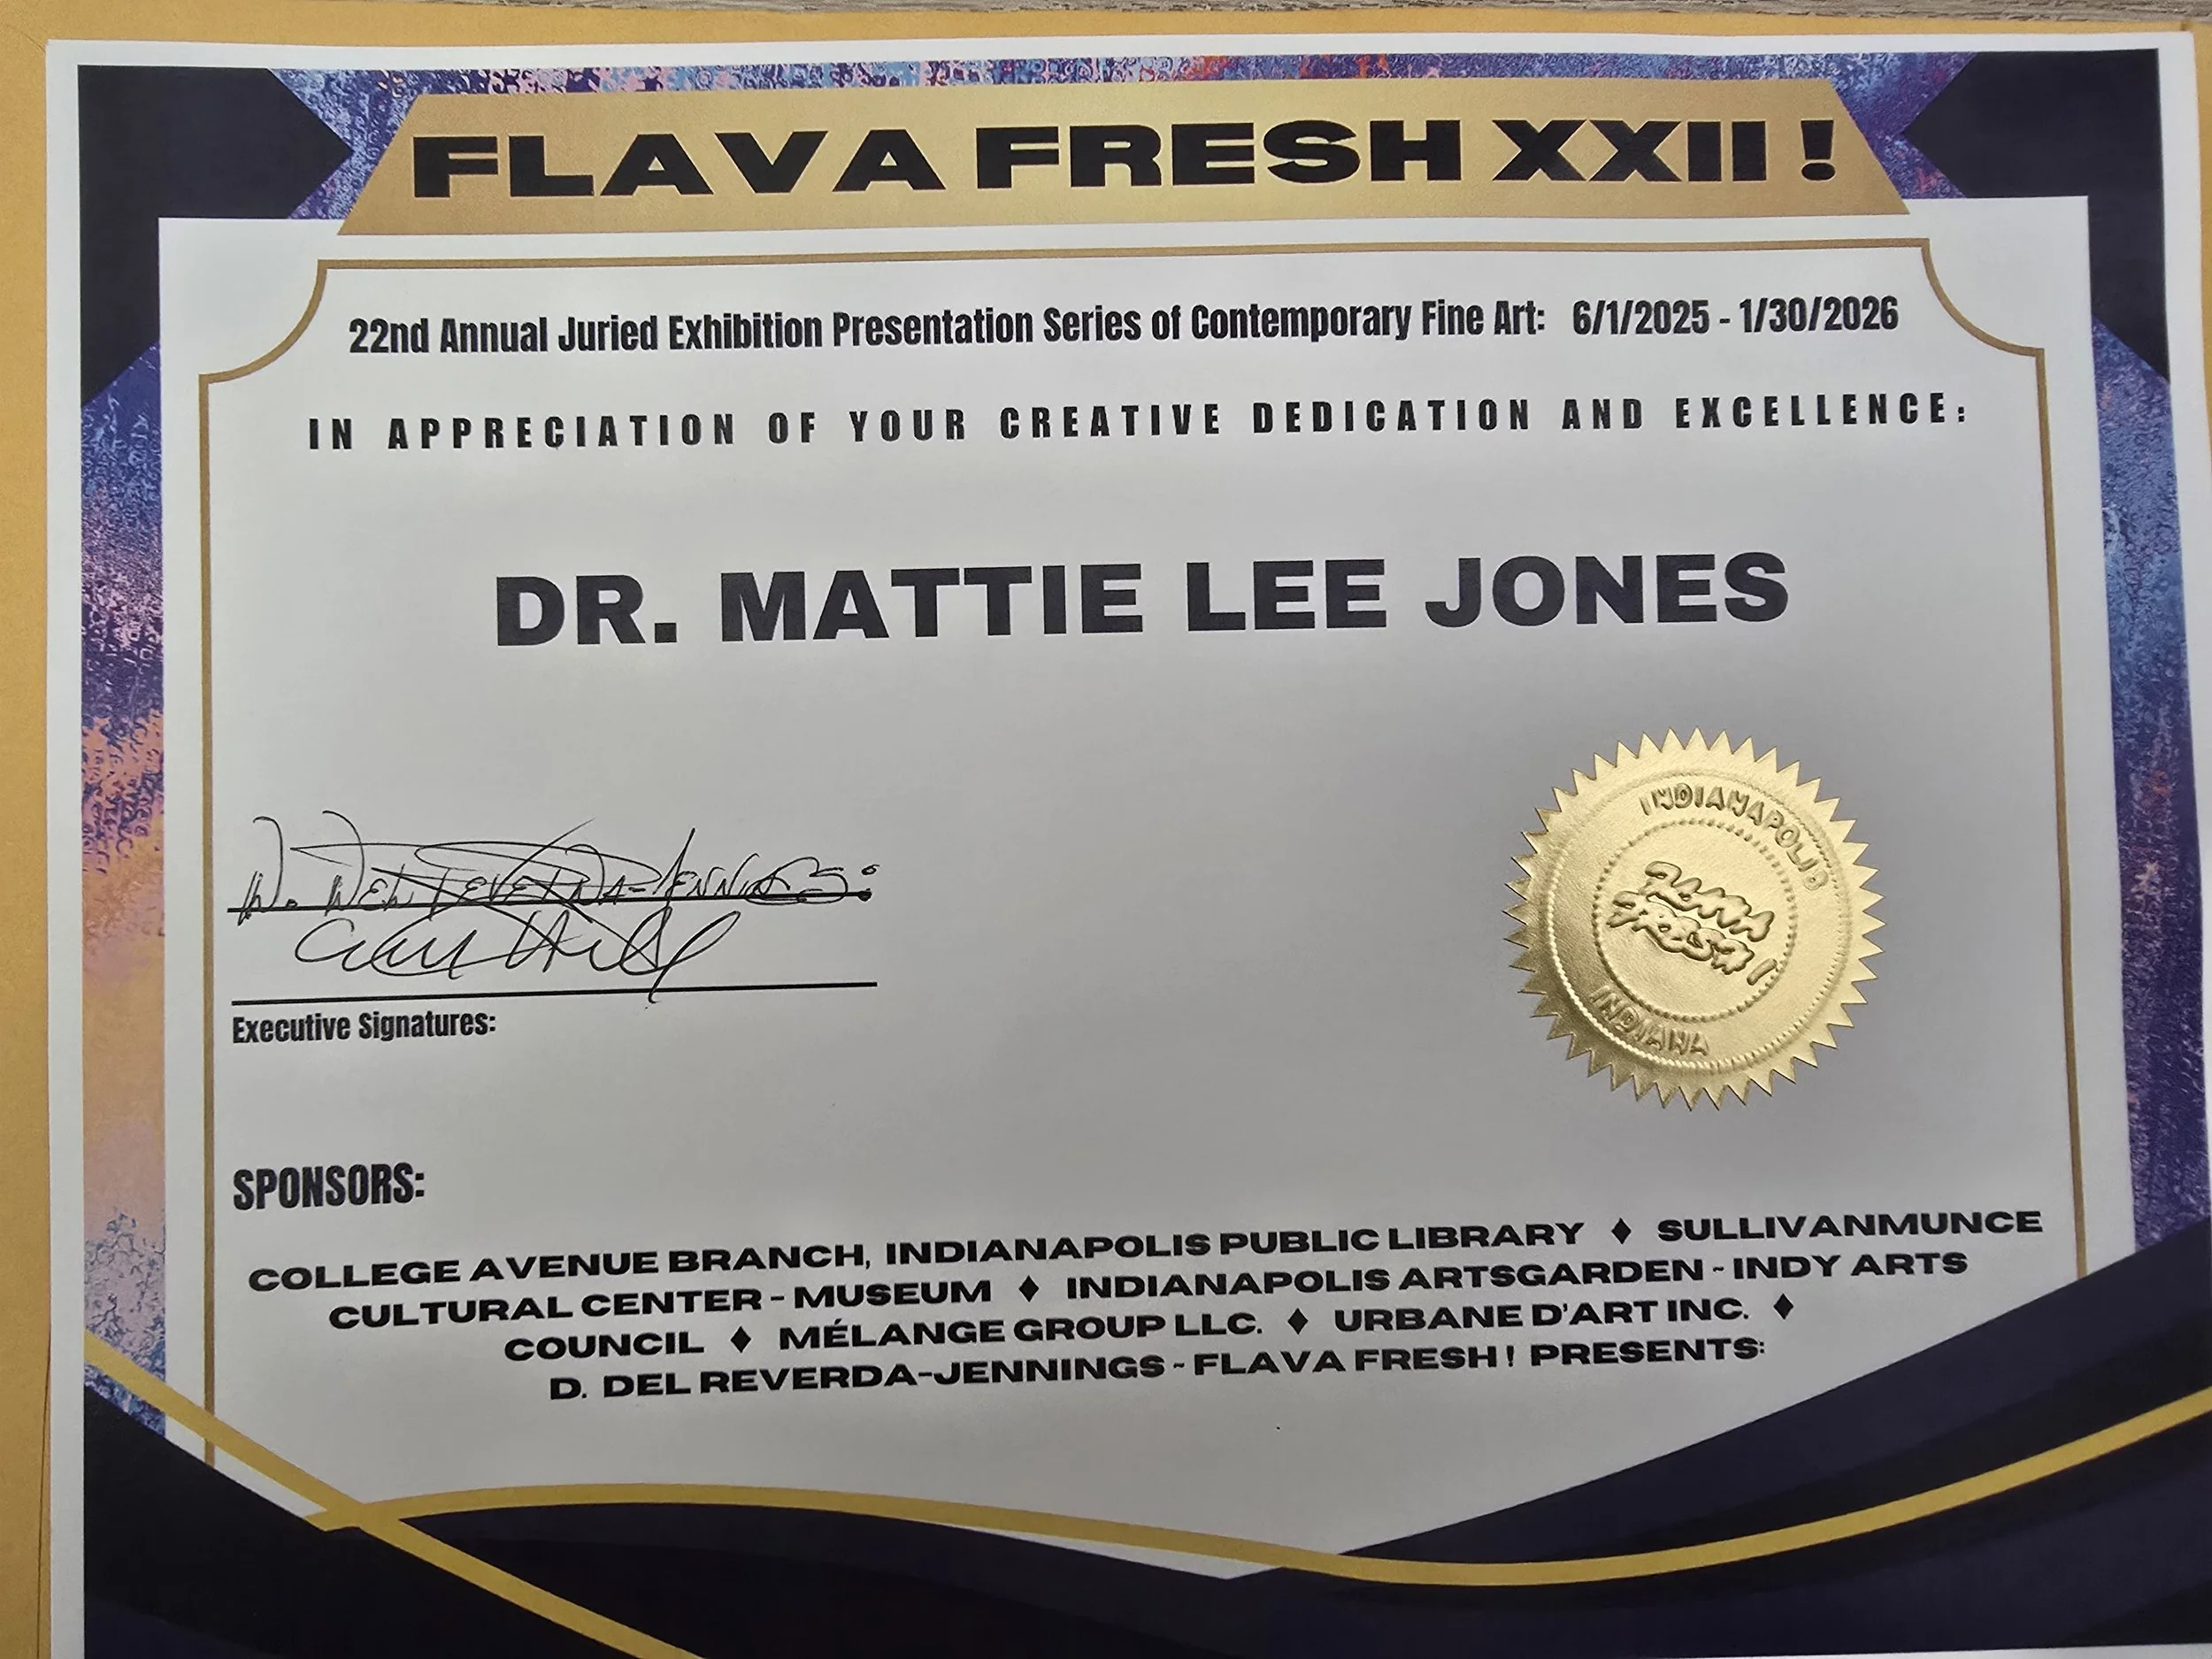 FLAVA FRESH XXII !
22nd Annual Juried Exhibition Presentation Series of Contemporary Fine Art: 6/1/2025 - 1/30/2026
IN APPRECIATION OF YOUR CREATIVE DEDICATION AND EXCELLENCE:
DR. MATTIE LEE JONES
INDIANAPOLIS
FLAVA
FRESH !
INDIANA
Executive Signatures:
SPONSORS:
COLLEGE AVENUE BRANCH, INDIANAPOLIS PUBLIC LIBRARY ♦ SULLIVANMUNCE
CULTURAL CENTER - MUSEUM ♦ INDIANAPOLIS ARTSGARDEN - INDY ARTS
COUNCIL ♦ MÉLANGE GROUP LLC. ♦ URBANE D'ART INC. ♦
D. DEL REVERDA-JENNINGS - FLAVA FRESH ! PRESENTS: